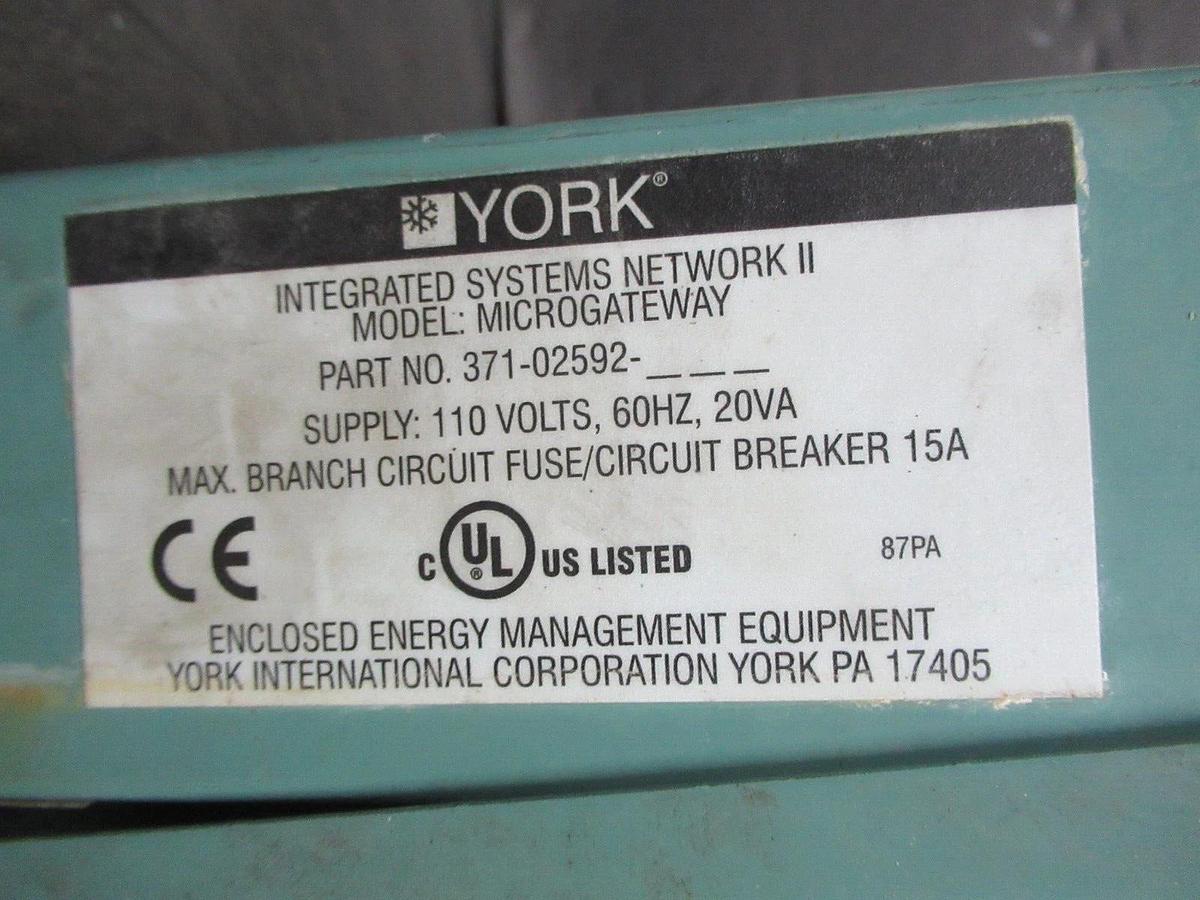 YORK®
INTEGRATED SYSTEMS NETWORK II
MODEL: MICROGATEWAY
PART NO. 371-02592-_ _ _
SUPPLY: 110 VOLTS, 60HZ, 20VA
MAX. BRANCH CIRCUIT FUSE/CIRCUIT BREAKER 15A
CE C UL® US LISTED 87PA
ENCLOSED ENERGY MANAGEMENT EQUIPMENT
YORK INTERNATIONAL CORPORATION YORK PA 17405